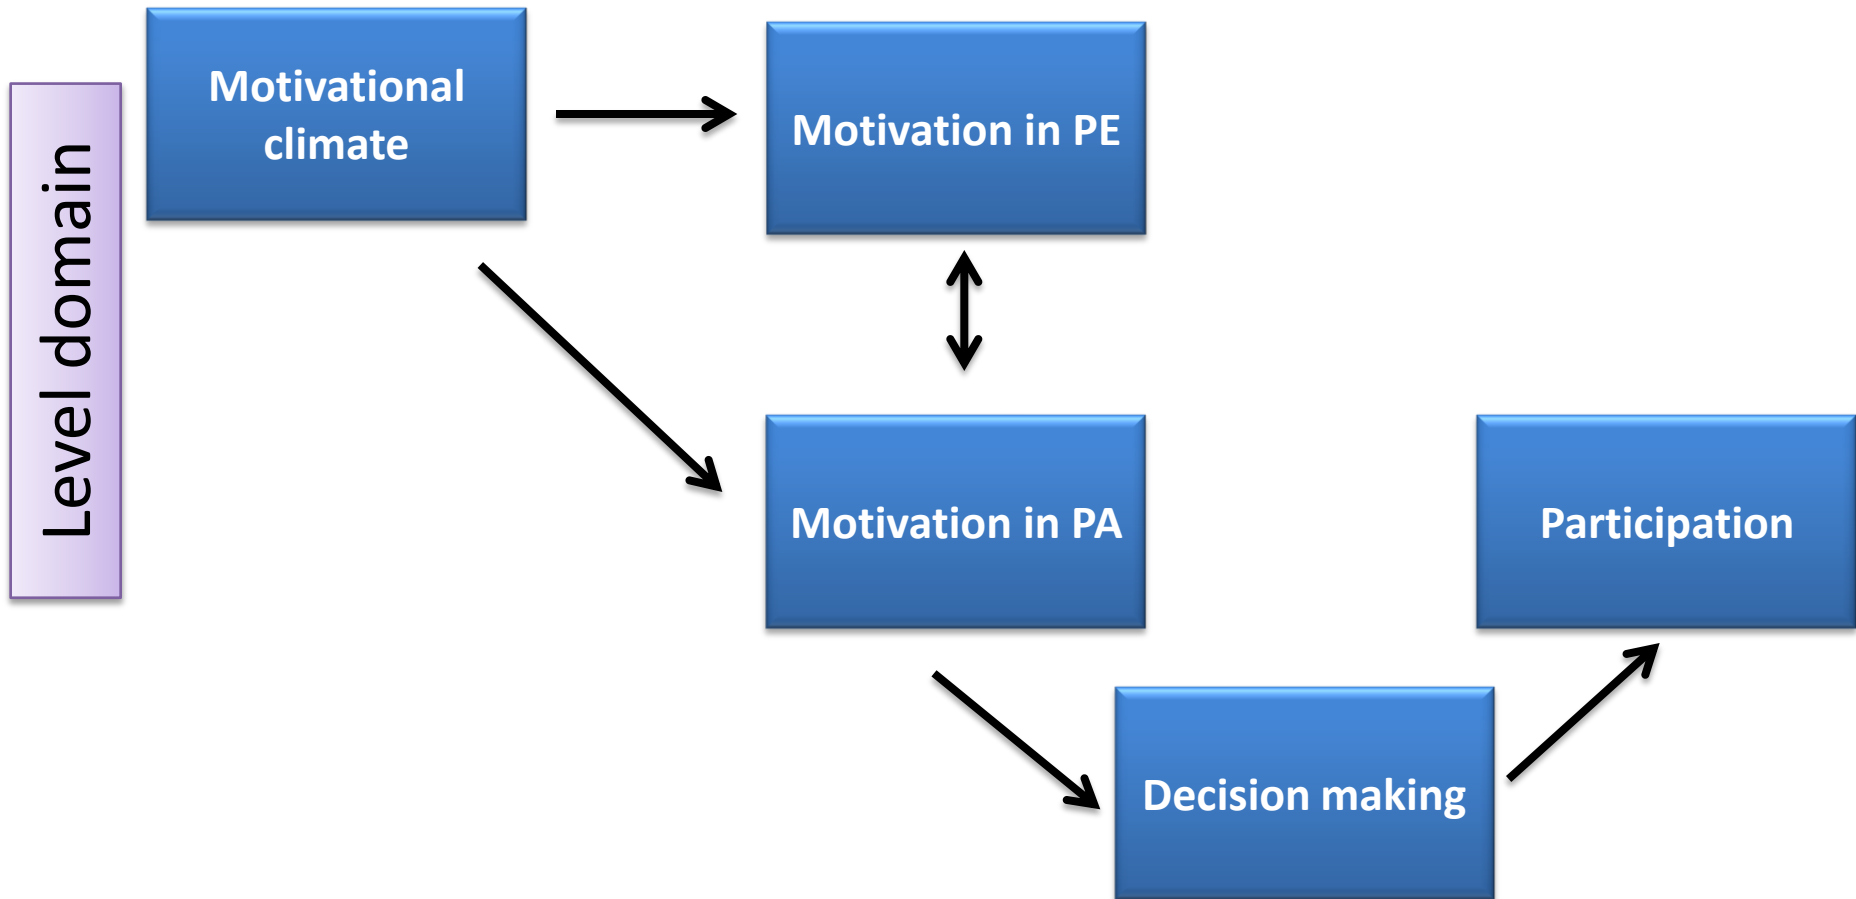 Level domain
Motivational
climate
Motivation in PE
Motivation in PA
Participation
Decision making